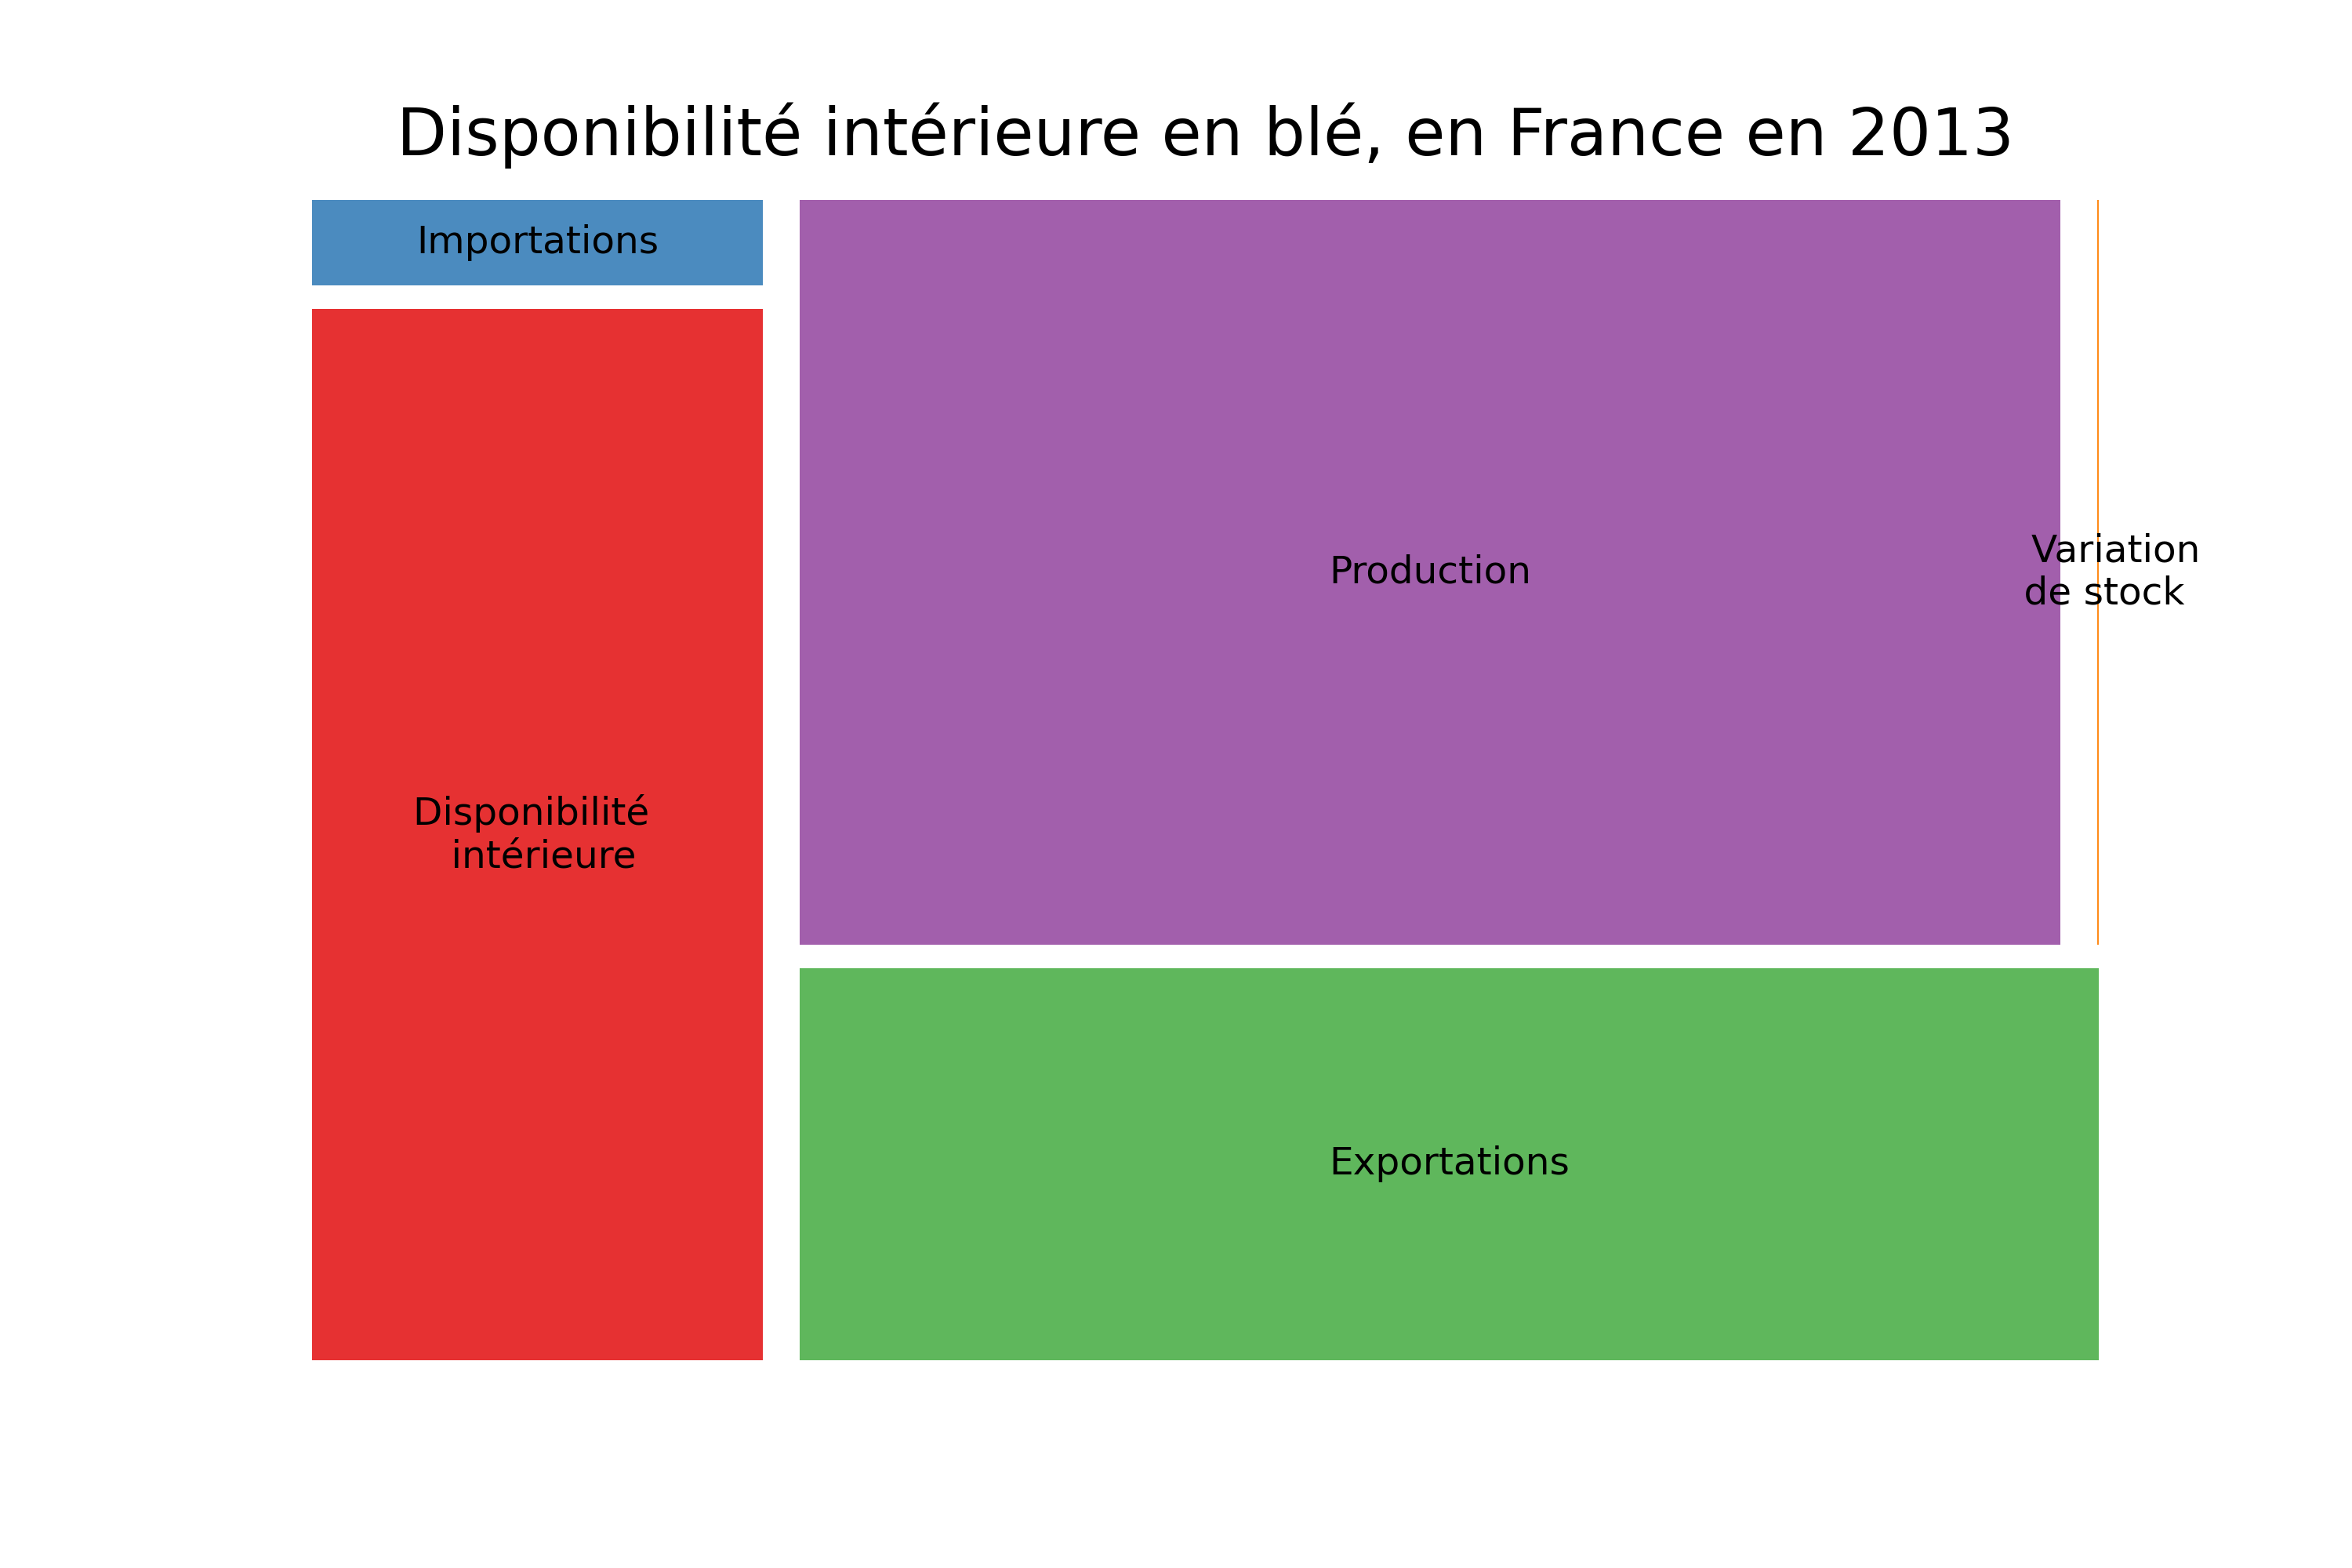 Disponibilité intérieure en blé, en France en 2013
Importations
Disponibilité
intérieure
Production
Variation
de stock
Exportations